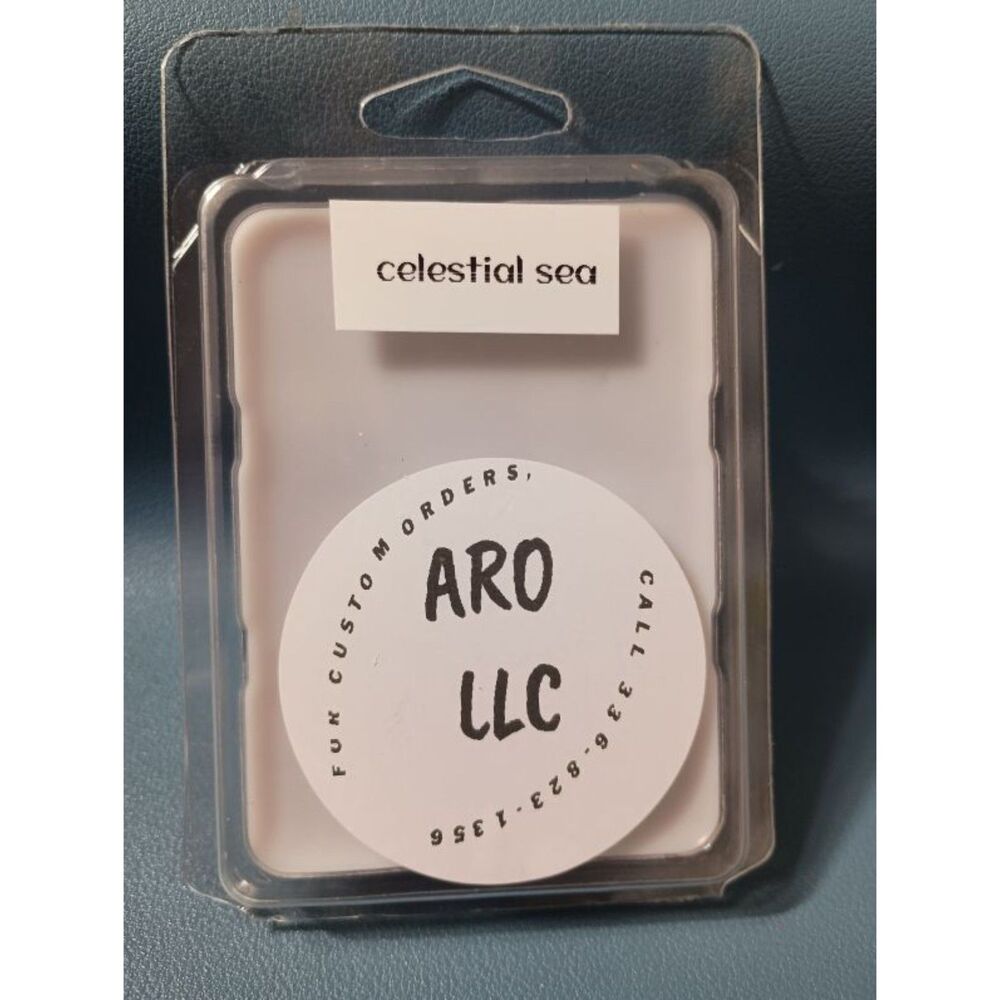 celestial sea
FOR CUSTOM ORDERS,
CALL 336-823-1356
ARO
LLC